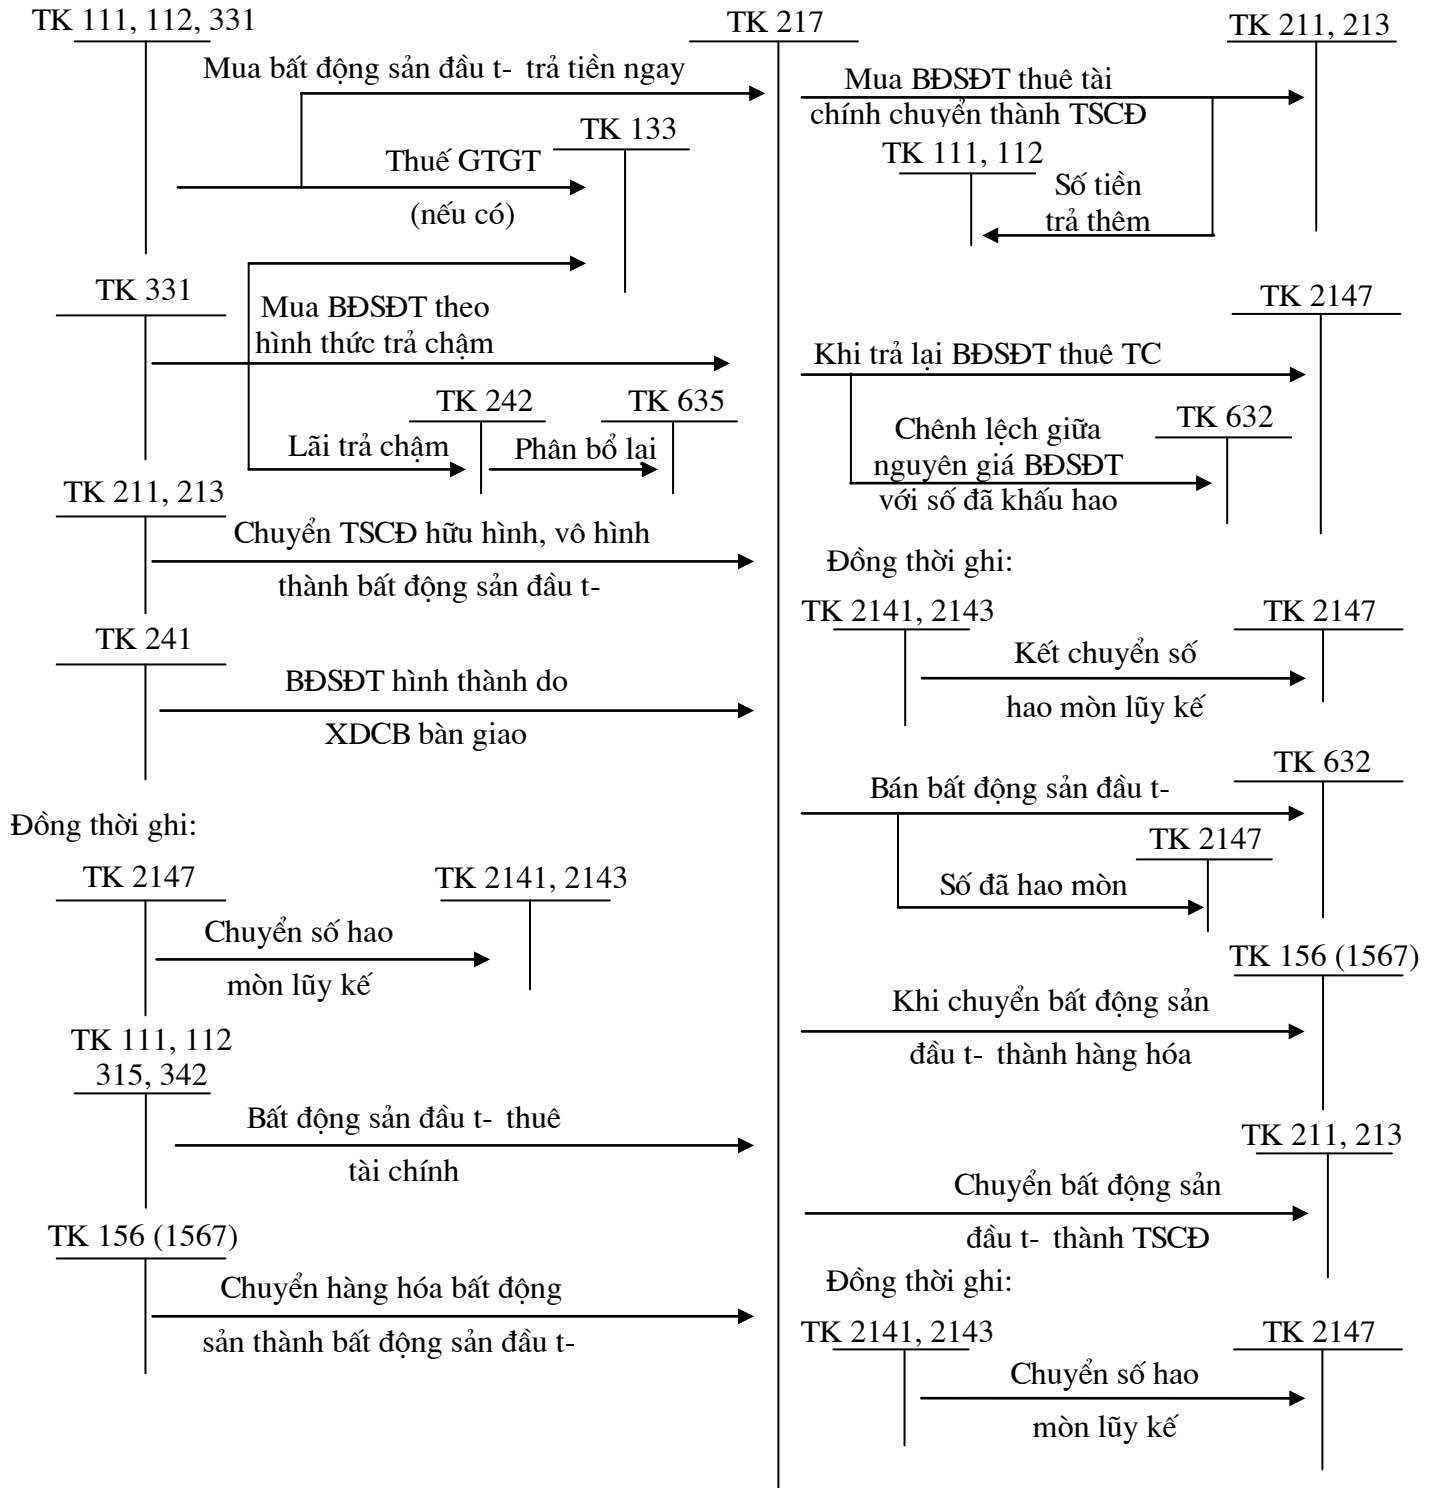 TK 111, 112, 331
TK 217
TK 211, 213
Mua bất động sản đầu t- trả tiền ngay
Mua BĐSĐT thuê tài
chính chuyển thành TSCĐ
TK 133
Thuế GTGT
(nếu có)
TK 111, 112
Số tiền
trả thêm
TK 331
Mua BĐSĐT theo
hình thức trả chậm
TK 2147
Khi trả lại BĐSĐT thuê TC
TK 242
TK 635
Lãi trả chậm
Phân bổ lại
TK 632
Chênh lệch giữa
nguyên giá BĐSĐT
với số đã khấu hao
TK 211, 213
Chuyển TSCĐ hữu hình, vô hình
thành bất động sản đầu t-
Đồng thời ghi:
TK 2141, 2143
TK 2147
Kết chuyển số
hao mòn lũy kế
TK 241
BĐSĐT hình thành do
XDCB bàn giao
TK 632
Bán bất động sản đầu t-
TK 2147
Số đã hao mòn
Đồng thời ghi:
TK 2147
TK 2141, 2143
Chuyển số hao
mòn lũy kế
TK 156 (1567)
Khi chuyển bất động sản
đầu t- thành hàng hóa
TK 111, 112
315, 342
Bất động sản đầu t- thuê
tài chính
TK 211, 213
Chuyển bất động sản
đầu t- thành TSCĐ
TK 156 (1567)
Chuyển hàng hóa bất động
sản thành bất động sản đầu t-
Đồng thời ghi:
TK 2141, 2143
TK 2147
Chuyển số hao
mòn lũy kế